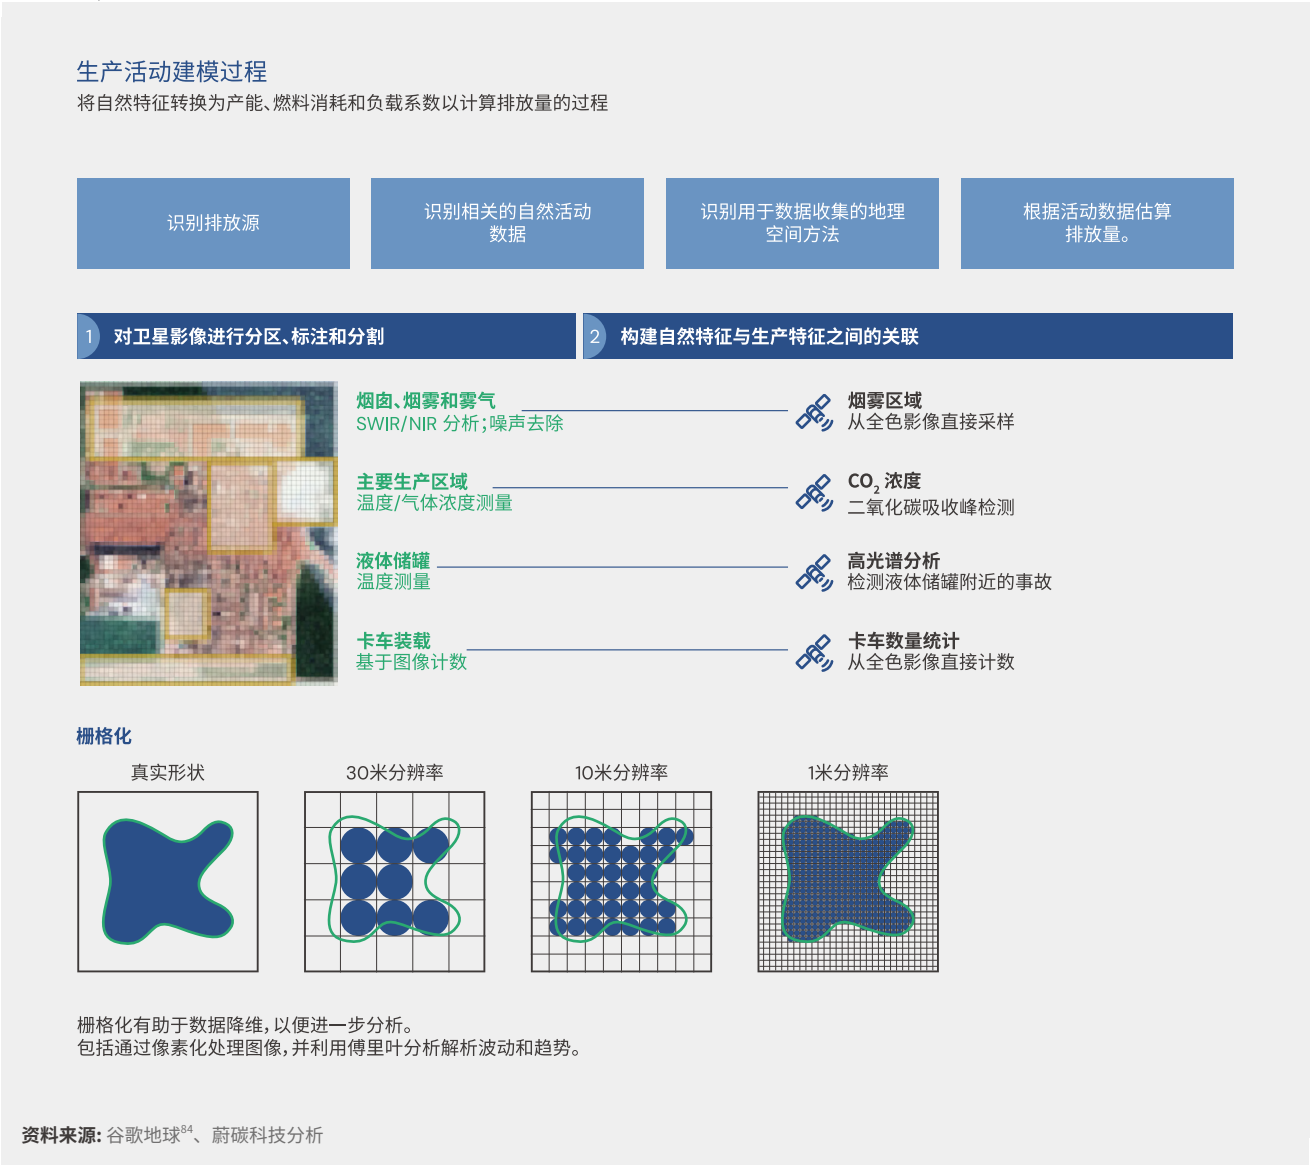 生产活动建模过程
将自然特征转换为产能、燃料消耗和负载系数以计算排放量的过程
识别排放源
识别相关的自然活动
数据
识别用于数据收集的地理
空间方法
根据活动数据估算
排放量。
1 对卫星影像进行分区、标注和分割
2 构建自然特征与生产特征之间的关联
烟囱、烟雾和雾气
SWIR/NIR 分析；噪声去除
烟雾区域
从全色影像直接采样
主要生产区域
温度/气体浓度测量
CO₂ 浓度
二氧化碳吸收峰检测
液体储罐
温度测量
高光谱分析
检测液体储罐附近的事故
卡车装载
基于图像计数
卡车数量统计
从全色影像直接计数
栅格化
真实形状
30米分辨率
10米分辨率
1米分辨率
栅格化有助于数据降维，以便进一步分析。
包括通过像素化处理图像，并利用傅里叶分析解析波动和趋势。
资料来源: 谷歌地球⁸⁴、蔚碳科技分析